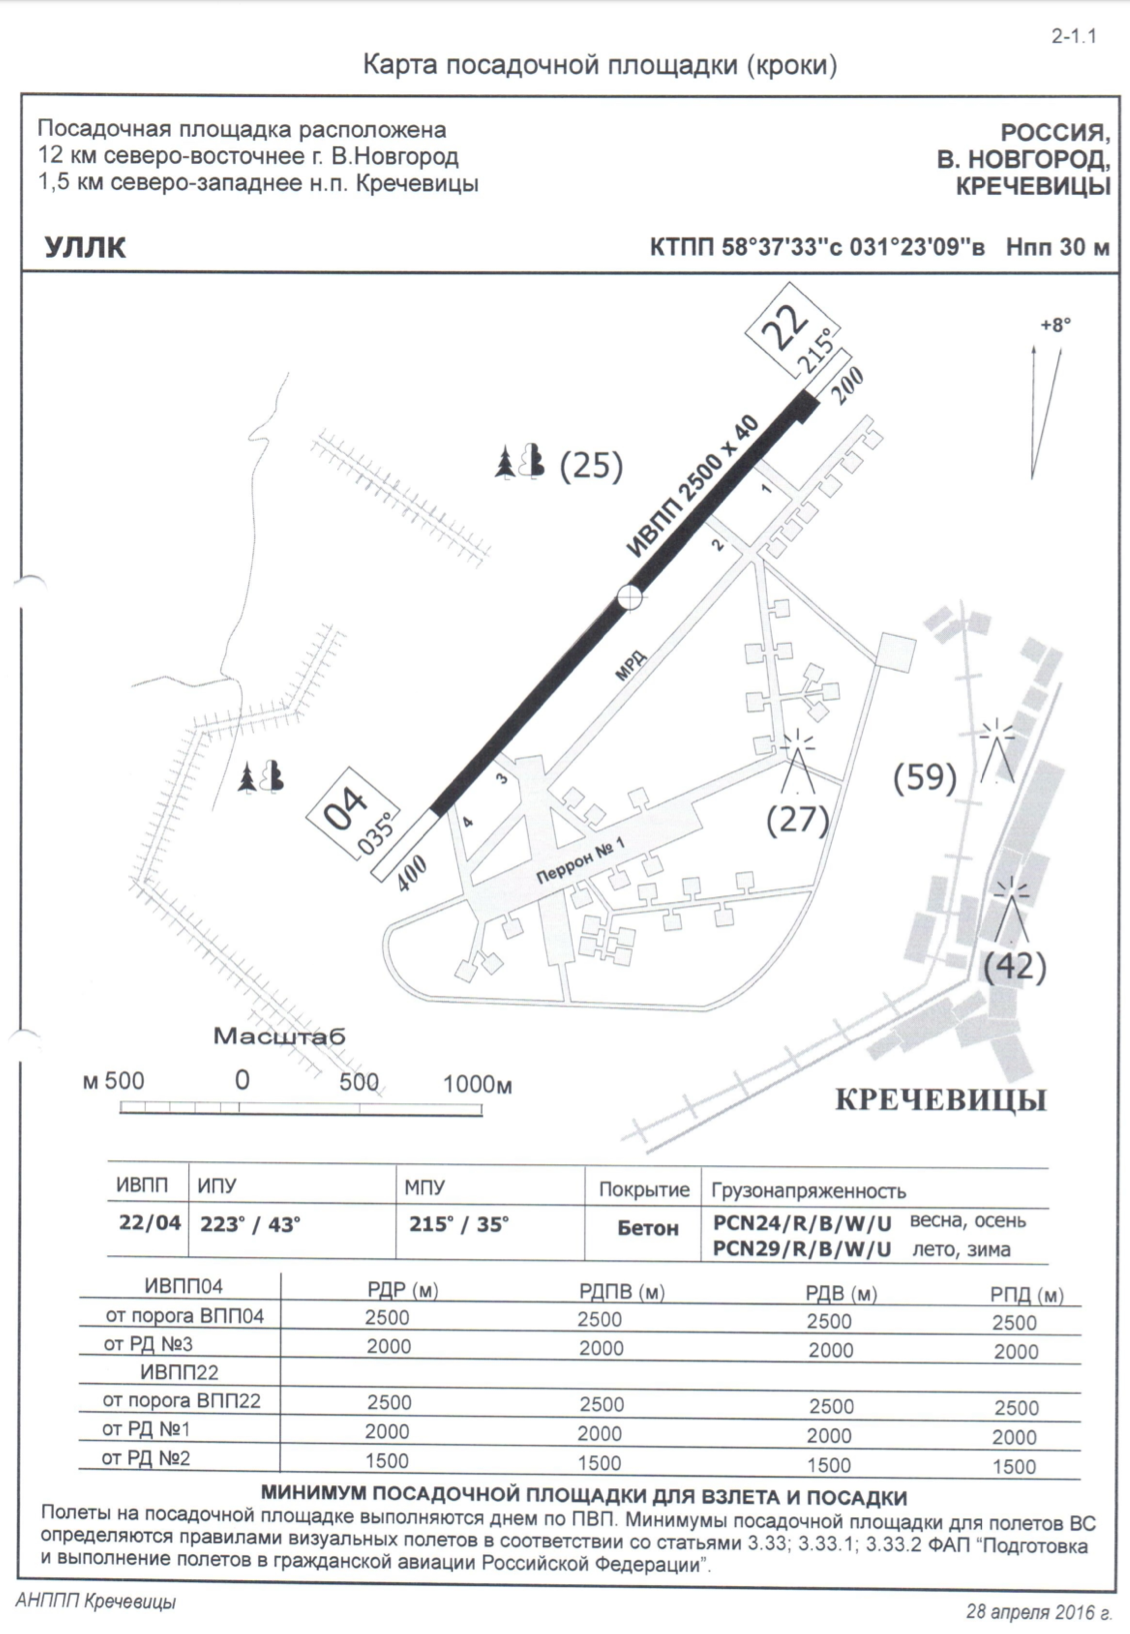 2-1.1
Карта посадочной площадки (кроки)
Посадочная площадка расположена
12 км северо-восточнее г. В.Новгород
1,5 км северо-западнее н.п. Кречевицы
РОССИЯ,
В. НОВГОРОД,
КРЕЧЕВИЦЫ
УЛЛК
КТПП 58°37'33"с 031°23'09"в Нпп 30 м
22
215°
200
+8°
ИВПП 2500 х 40
(25)
1
2
МРД
3
4
04
035°
400
Перрон № 1
(27)
(59)
(42)
Масштаб
м 500 0 500 1000м
КРЕЧЕВИЦЫ
ИВПП ИПУ МПУ Покрытие Грузонапряженность
22/04 223° / 43° 215° / 35° Бетон PCN24/R/B/W/U весна, осень
PCN29/R/B/W/U лето, зима
ИВПП04 РДР (м) РДПВ (м) РДВ (м) РПД (м)
от порога ВПП04 2500 2500 2500 2500
от РД №3 2000 2000 2000 2000
ИВПП22
от порога ВПП22 2500 2500 2500 2500
от РД №1 2000 2000 2000 2000
от РД №2 1500 1500 1500 1500
МИНИМУМ ПОСАДОЧНОЙ ПЛОЩАДКИ ДЛЯ ВЗЛЕТА И ПОСАДКИ
Полеты на посадочной площадке выполняются днем по ПВП. Минимумы посадочной площадки для полетов ВС
определяются правилами визуальных полетов в соответствии со статьями 3.33; 3.33.1; 3.33.2 ФАП “Подготовка
и выполнение полетов в гражданской авиации Российской Федерации”.
АНППП Кречевицы
28 апреля 2016 г.